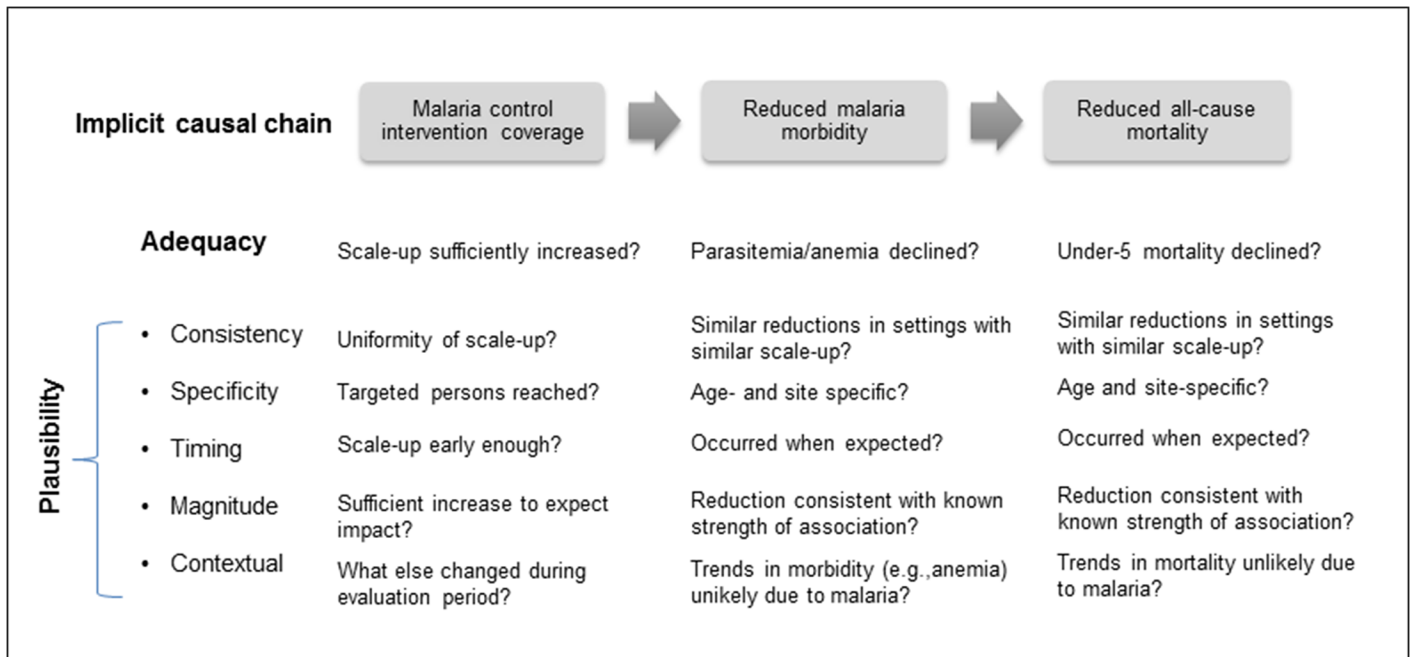 Implicit causal chain
Malaria control
intervention coverage
Reduced malaria
morbidity
Reduced all-cause
mortality
Adequacy
Scale-up sufficiently increased?
Parasitemia/anemia declined?
Under-5 mortality declined?
Plausibility
• Consistency
Uniformity of scale-up?
Similar reductions in settings with
similar scale-up?
Similar reductions in settings
with similar scale-up?
• Specificity
Targeted persons reached?
Age- and site specific?
Age and site-specific?
• Timing
Scale-up early enough?
Occurred when expected?
Occurred when expected?
• Magnitude
Sufficient increase to expect
impact?
Reduction consistent with known
strength of association?
Reduction consistent with
known strength of association?
• Contextual
What else changed during
evaluation period?
Trends in morbidity (e.g.,anemia)
unikely due to malaria?
Trends in mortality unlikely due
to malaria?